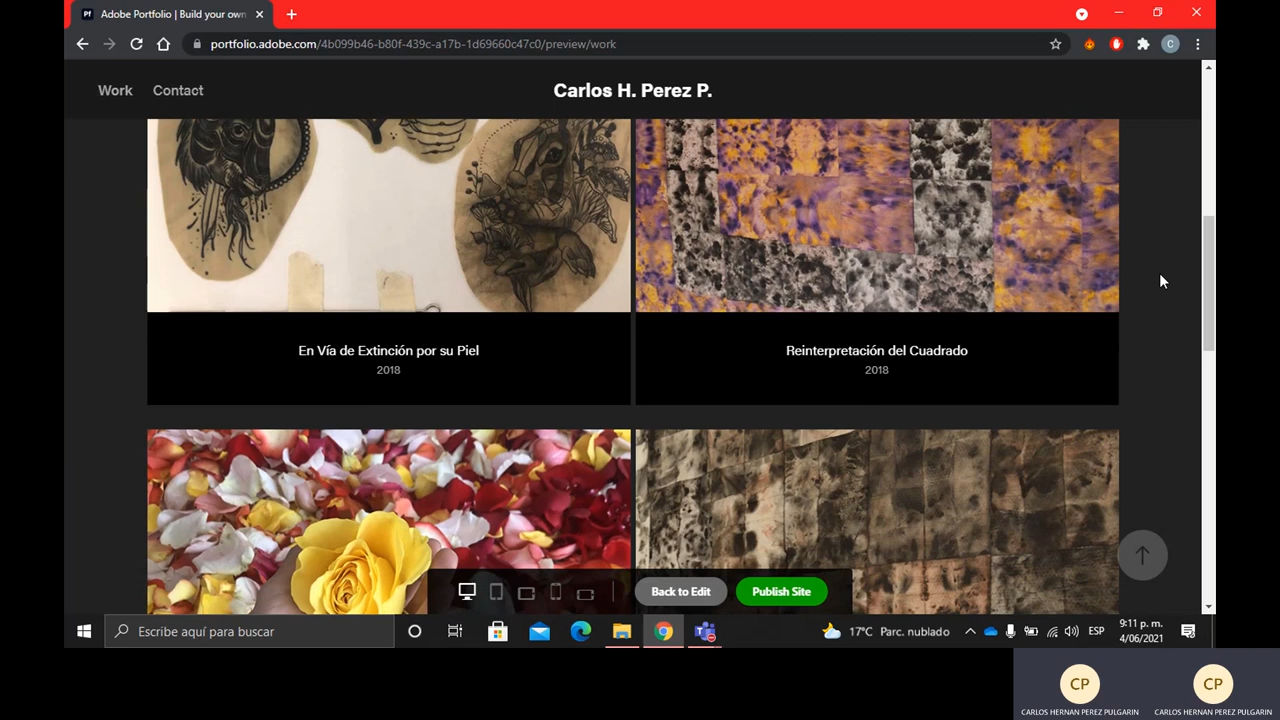 Adobe Portfolio | Build your own
portfolio.adobe.com/4b099b46-b80f-439c-a17b-1d69660c47c0/preview/work
C
Work
Contact
Carlos H. Perez P.
En Vía de Extinción por su Piel
2018
Reinterpretación del Cuadrado
2018
Back to Edit
Publish Site
Escribe aquí para buscar
17°C Parc. nublado
ESP
9:11 p. m.
4/06/2021
CP
CP
CARLOS HERNAN PEREZ PULGARIN
CARLOS HERNAN PEREZ PULGARIN